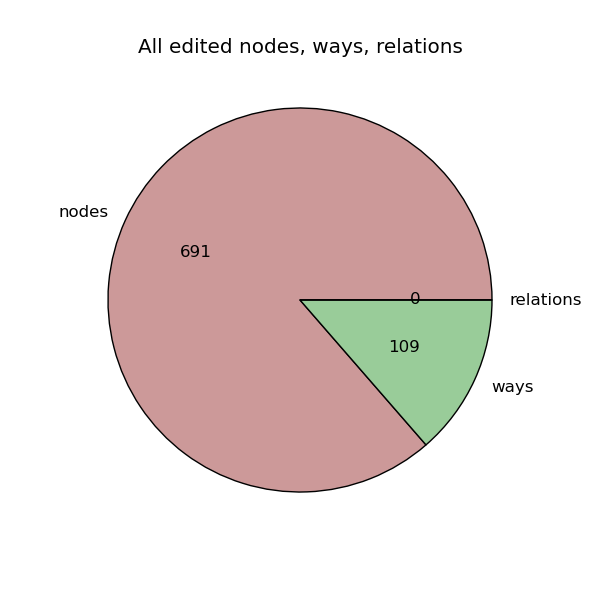 All edited nodes, ways, relations
nodes
691
0
relations
109
ways